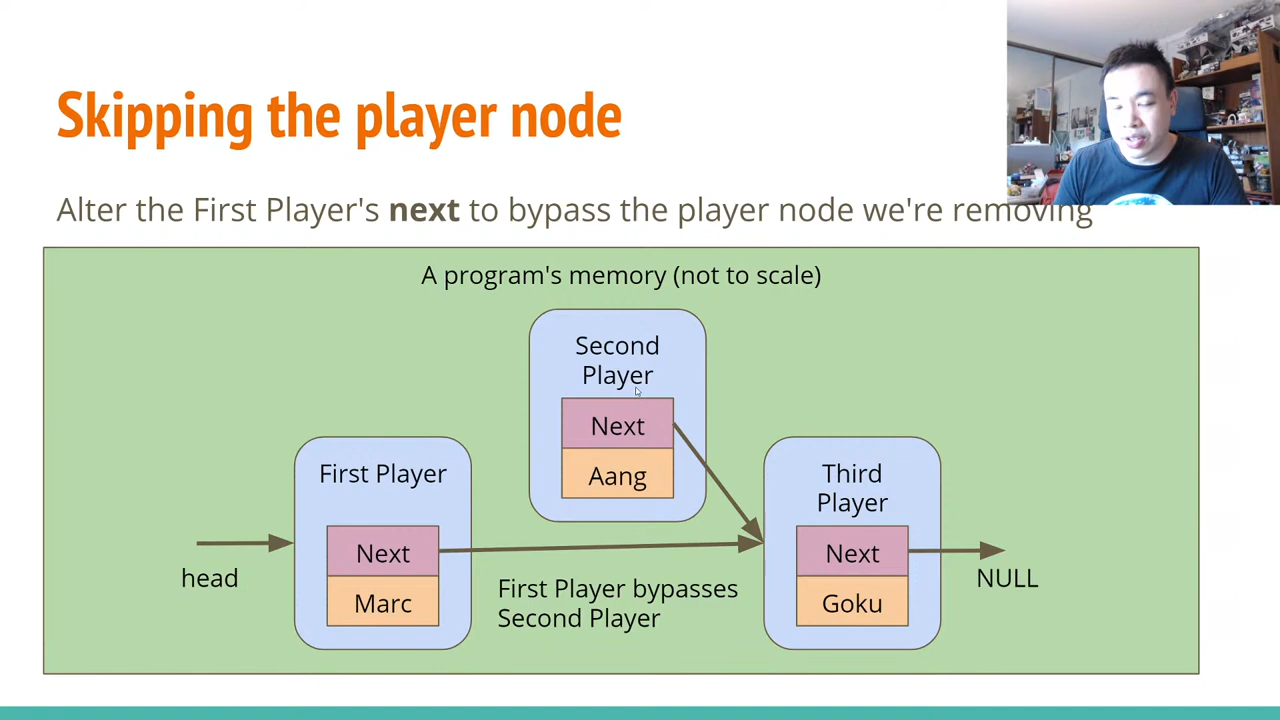 Skipping the player node
Alter the First Player's next to bypass the player node we're removing
A program's memory (not to scale)
Second
Player
Next
Aang
First Player
Next
Marc
Third
Player
Next
Goku
head
First Player bypasses
Second Player
NULL